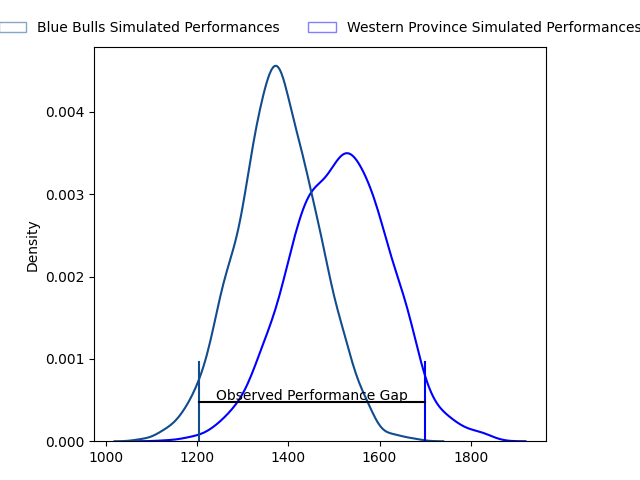 Blue Bulls Simulated Performances
Western Province Simulated Performances
0.004
0.003
0.002
0.001
0.000
Density
Observed Performance Gap
1000 1200 1400 1600 1800